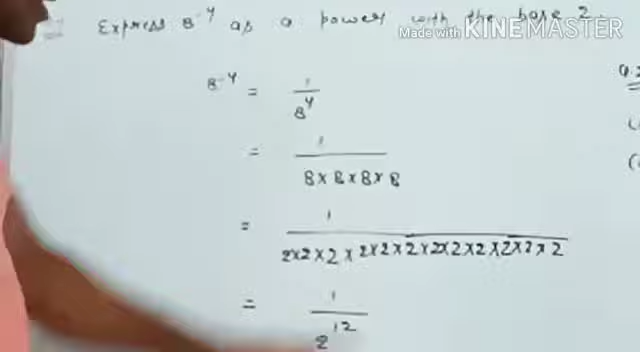 Express 8⁻⁴ as a power with the base 2.
Made with KINEMASTER
8⁻⁴ = 1/8⁴
= 1/(8×8×8×8)
= 1/(2×2×2×2×2×2×2×2×2×2×2×2)
= 1/2¹²